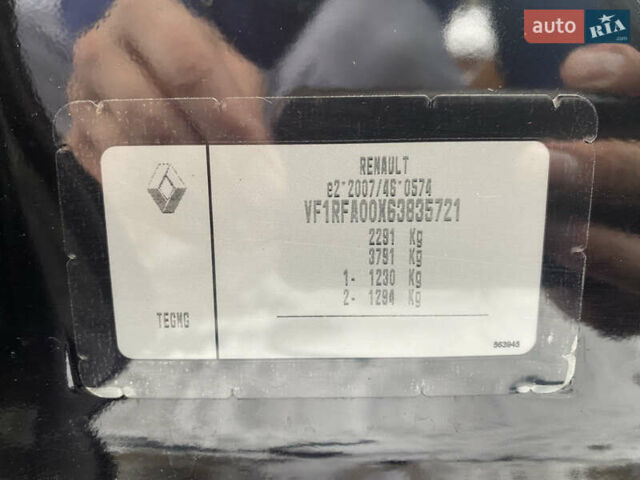 auto RIA.com
RENAULT
e2*2007/46*0574
VF1RFA00X63835721
2291 Kg
3791 Kg
1- 1230 Kg
2- 1294 Kg
TEGMG
563945